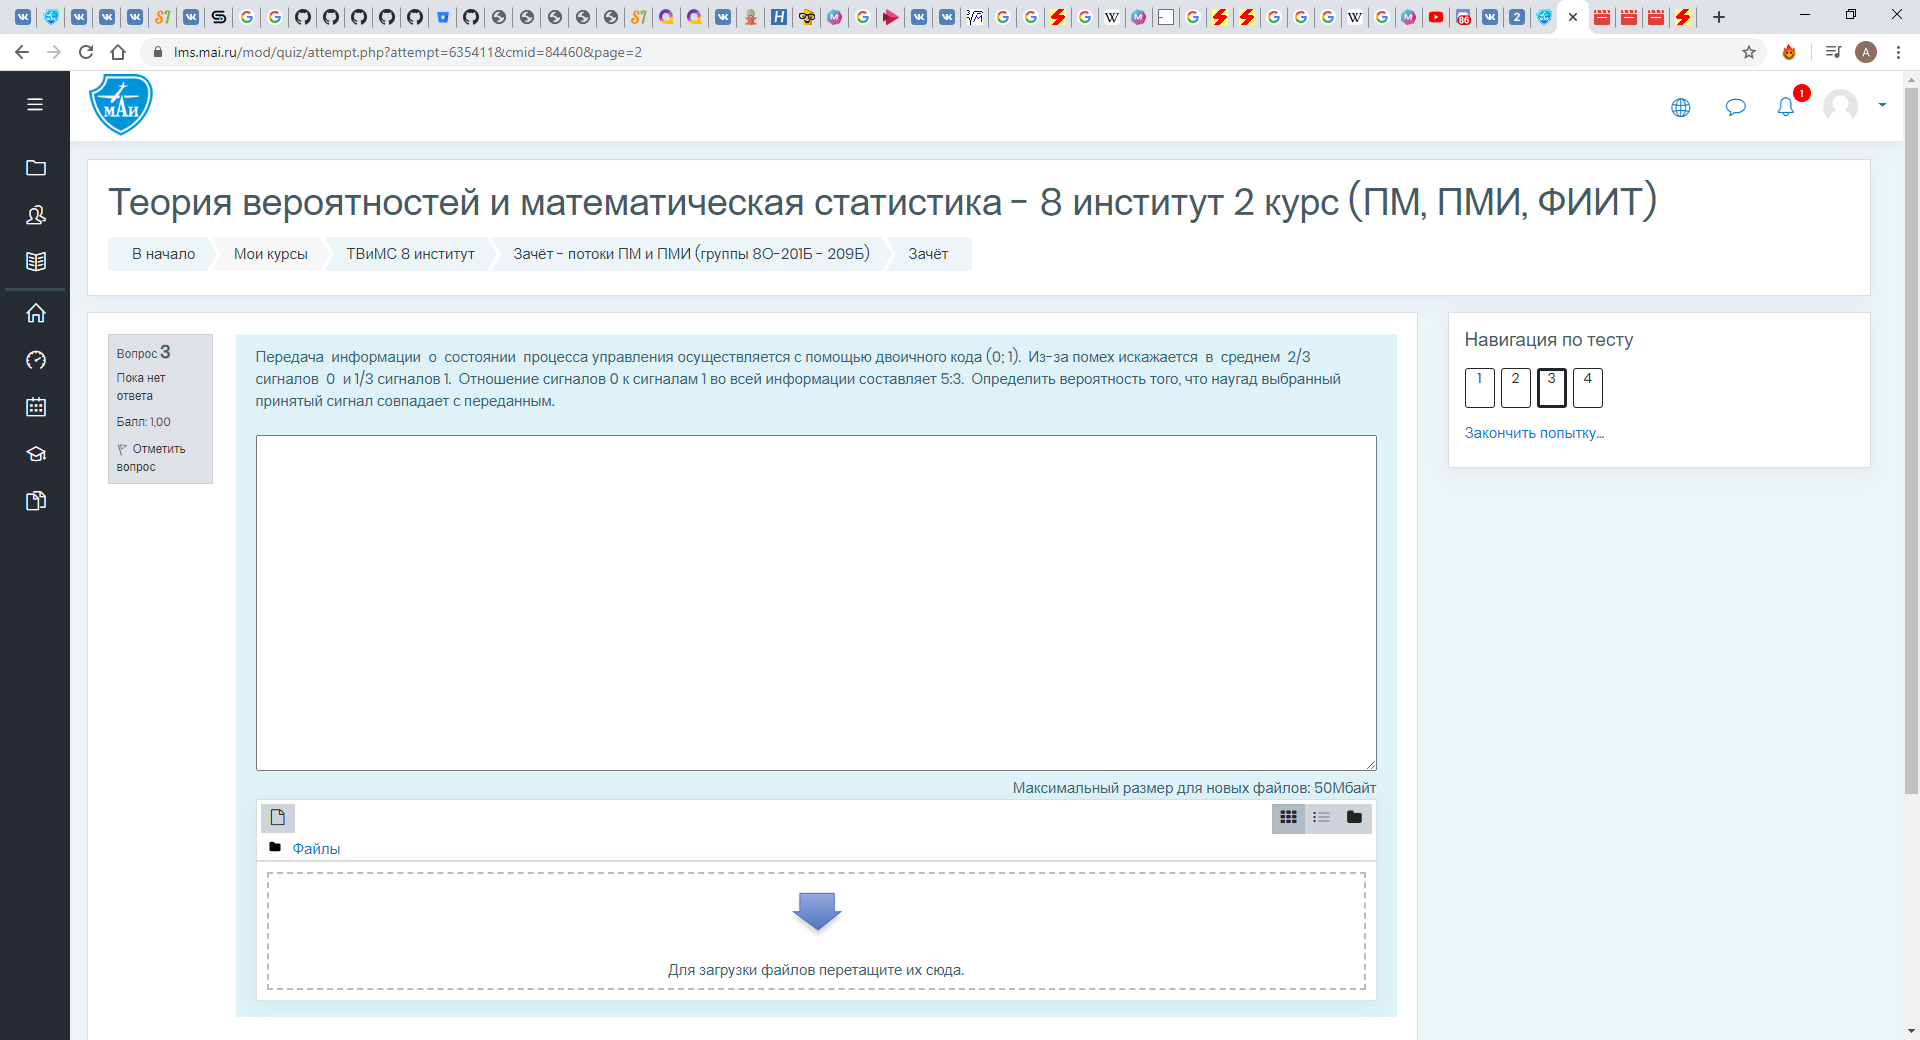 lms.mai.ru/mod/quiz/attempt.php?attempt=635411&cmid=84460&page=2
A
МАИ
1
Теория вероятностей и математическая статистика - 8 институт 2 курс (ПМ, ПМИ, ФИИТ)
В начало
Мои курсы
ТВиМС 8 институт
Зачёт - потоки ПМ и ПМИ (группы 8О-201Б - 209Б)
Зачёт
Вопрос 3
Пока нет
ответа
Балл: 1,00
Отметить
вопрос
Передача информации о состоянии процесса управления осуществляется с помощью двоичного кода (0; 1). Из-за помех искажается в среднем 2/3
сигналов 0 и 1/3 сигналов 1. Отношение сигналов 0 к сигналам 1 во всей информации составляет 5:3. Определить вероятность того, что наугад выбранный
принятый сигнал совпадает с переданным.
Максимальный размер для новых файлов: 50Мбайт
Файлы
Для загрузки файлов перетащите их сюда.
Навигация по тесту
1 2 3 4
Закончить попытку...